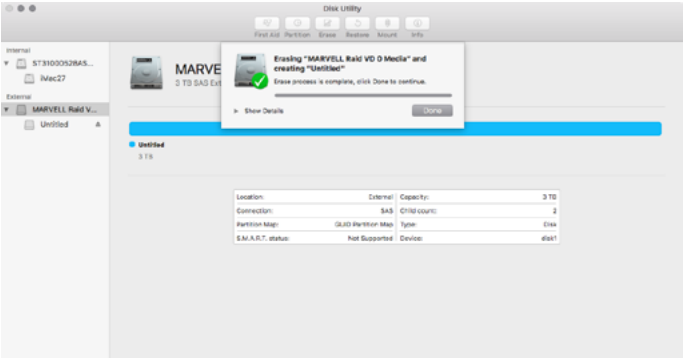 Disk Utility
First Aid Partition Erase Restore Mount Info
Internal
ST31000528AS...
iVec27
External
MARVELL Raid V...
Untitled
MARVE
3 TB SAS Ext
Erasing "MARVELL Raid VD 0 Media" and
creating "Untitled"
Erase process is complete, click Done to continue.
Show Details
Done
Untitled
3 TB
Location: External Capacity: 3 TB
Connection: SAS Child count: 2
Partition Map: GUID Partition Map Type: Disk
S.M.A.R.T. status: Not Supported Device: disk1